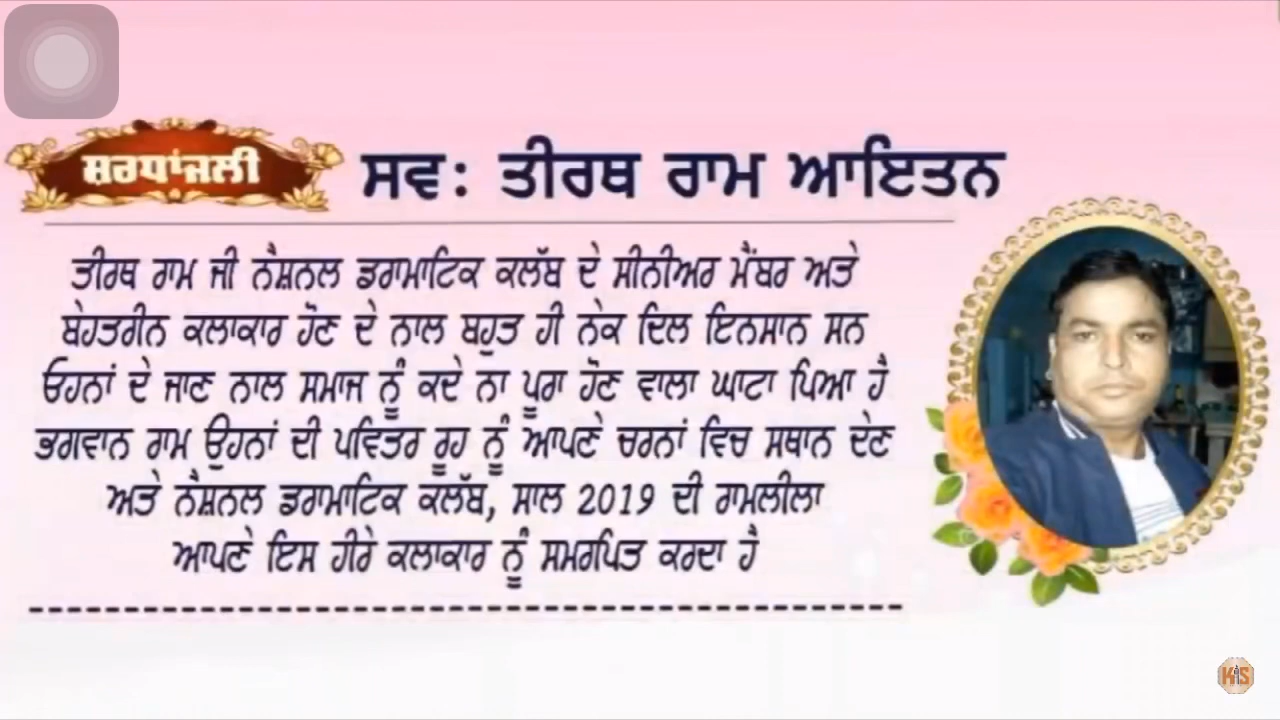 ਸ਼ਰਧਾਂਜਲੀ
ਸਵ: ਤੀਰਥ ਰਾਮ ਆਇਤਨ
ਤੀਰਥ ਰਾਮ ਜੀ ਨੈਸ਼ਨਲ ਡਰਾਮਾਟਿਕ ਕਲੱਬ ਦੇ ਸੀਨੀਅਰ ਮੈਂਬਰ ਅਤੇ
ਬੇਹਤਰੀਨ ਕਲਾਕਾਰ ਹੋਣ ਦੇ ਨਾਲ ਬਹੁਤ ਹੀ ਨੇਕ ਦਿਲ ਇਨਸਾਨ ਸਨ
ਓਹਨਾਂ ਦੇ ਜਾਣ ਨਾਲ ਸਮਾਜ ਨੂੰ ਕਦੇ ਨਾ ਪੂਰਾ ਹੋਣ ਵਾਲਾ ਘਾਟਾ ਪਿਆ ਹੈ
ਭਗਵਾਨ ਰਾਮ ਉਹਨਾਂ ਦੀ ਪਵਿਤਰ ਰੂਹ ਨੂੰ ਆਪਣੇ ਚਰਨਾਂ ਵਿਚ ਸਥਾਨ ਦੇਣ
ਅਤੇ ਨੈਸ਼ਨਲ ਡਰਾਮਾਟਿਕ ਕਲੱਬ, ਸਾਲ 2019 ਦੀ ਰਾਮਲੀਲਾ
ਆਪਣੇ ਇਸ ਹੀਰੇ ਕਲਾਕਾਰ ਨੂੰ ਸਮਰਪਿਤ ਕਰਦਾ ਹੈ
KS